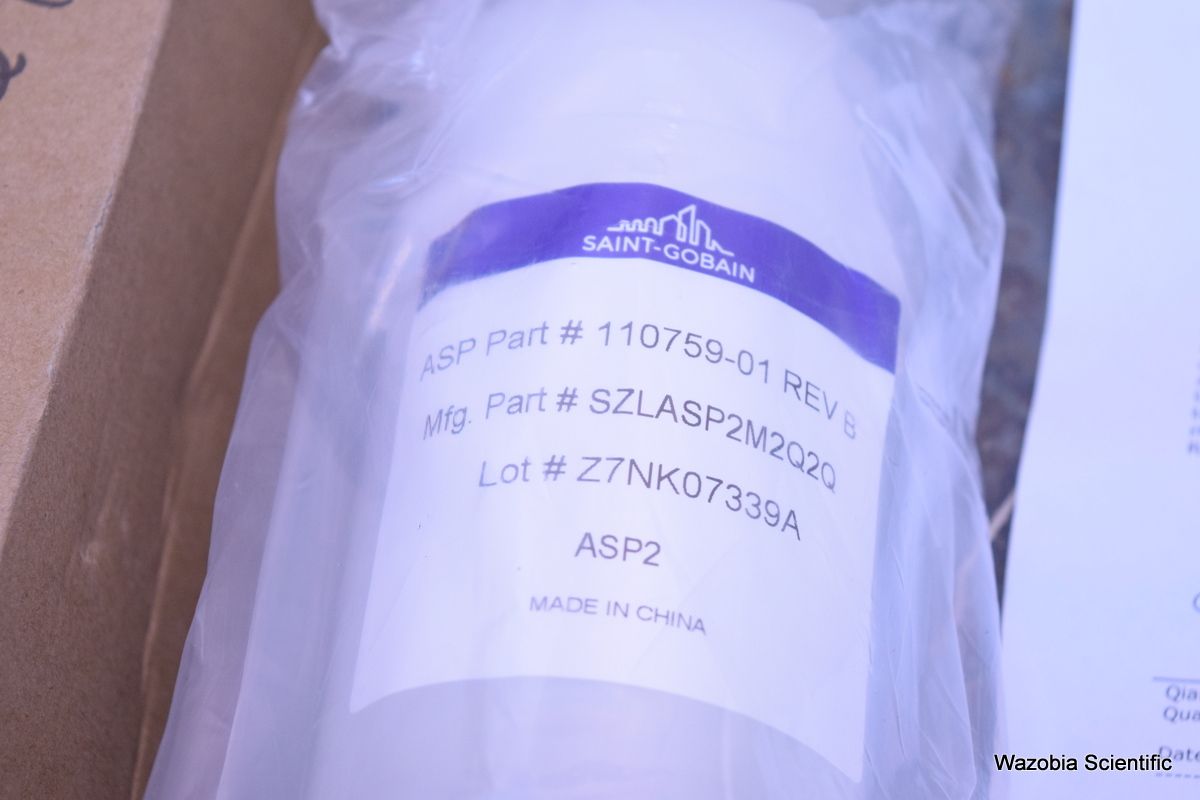 SAINT-GOBAIN
ASP Part # 110759-01 REV B
Mfg. Part # SZLASP2M2Q2Q
Lot # Z7NK07339A
ASP2
MADE IN CHINA
Wazobia Scientific